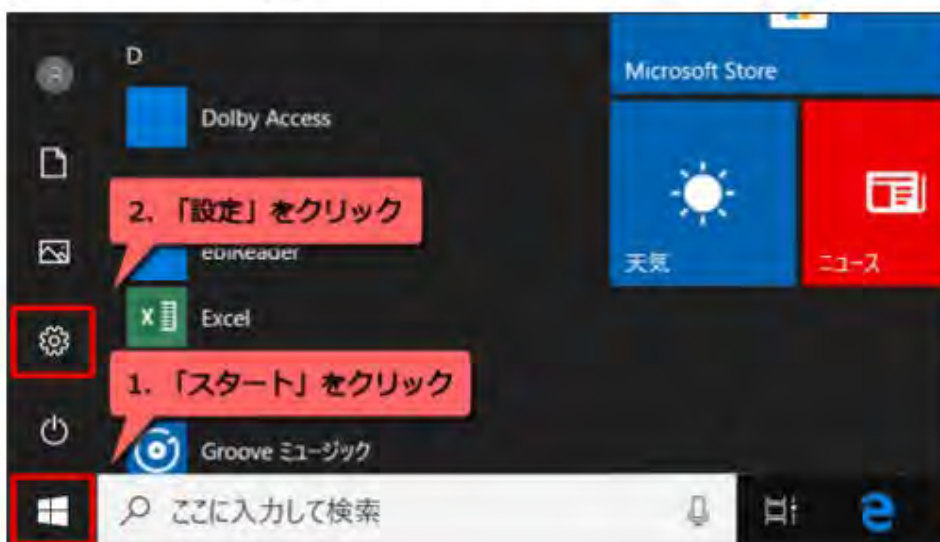 D
Microsoft Store
Dolby Access
2. 「設定」をクリック
ebiReader
天気
ニュース
Excel
1. 「スタート」をクリック
Groove ミュージック
ここに入力して検索